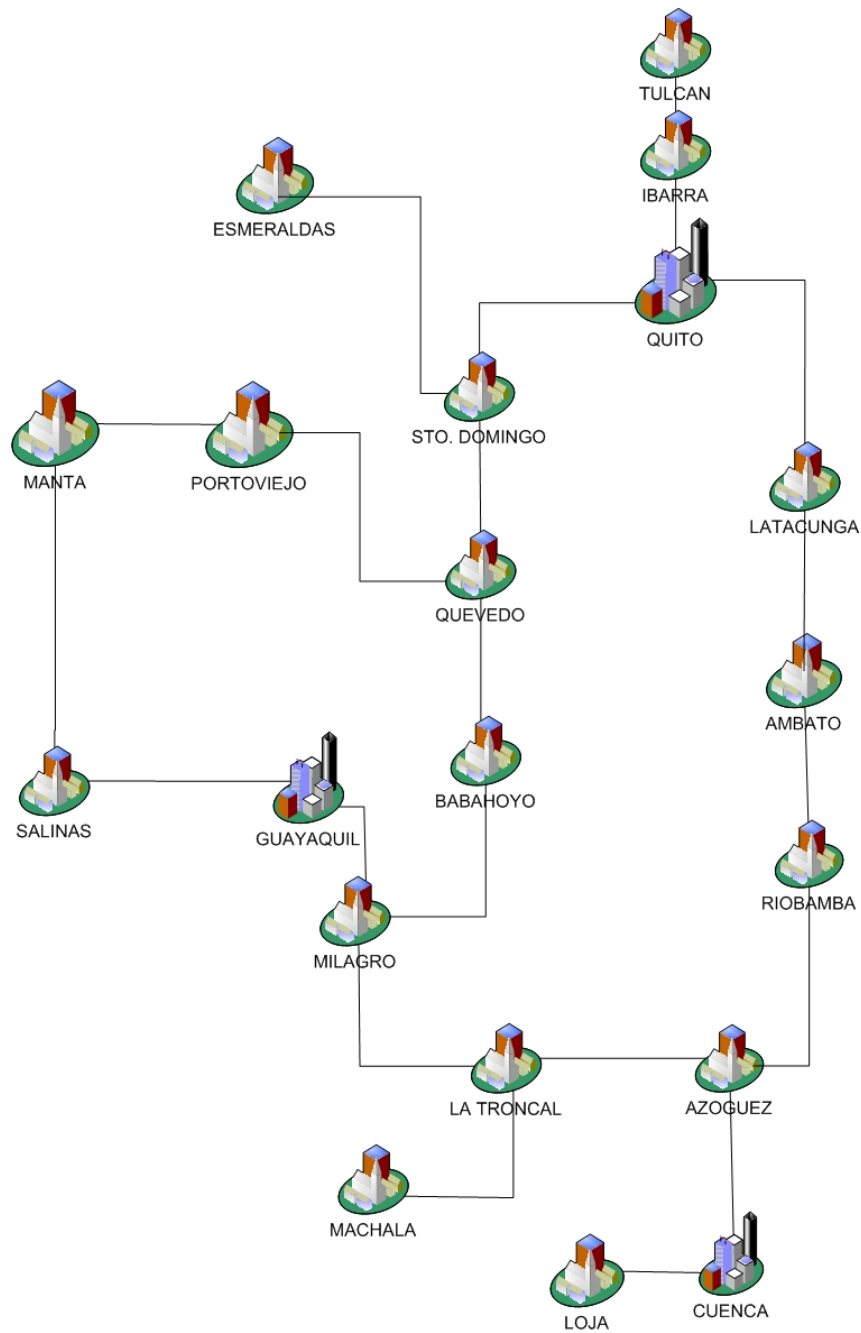 TULCAN
IBARRA
ESMERALDAS
QUITO
STO. DOMINGO
MANTA
PORTOVIEJO
LATACUNGA
QUEVEDO
AMBATO
BABAHOYO
SALINAS
GUAYAQUIL
RIOBAMBA
MILAGRO
LA TRONCAL
AZOGUEZ
MACHALA
CUENCA
LOJA